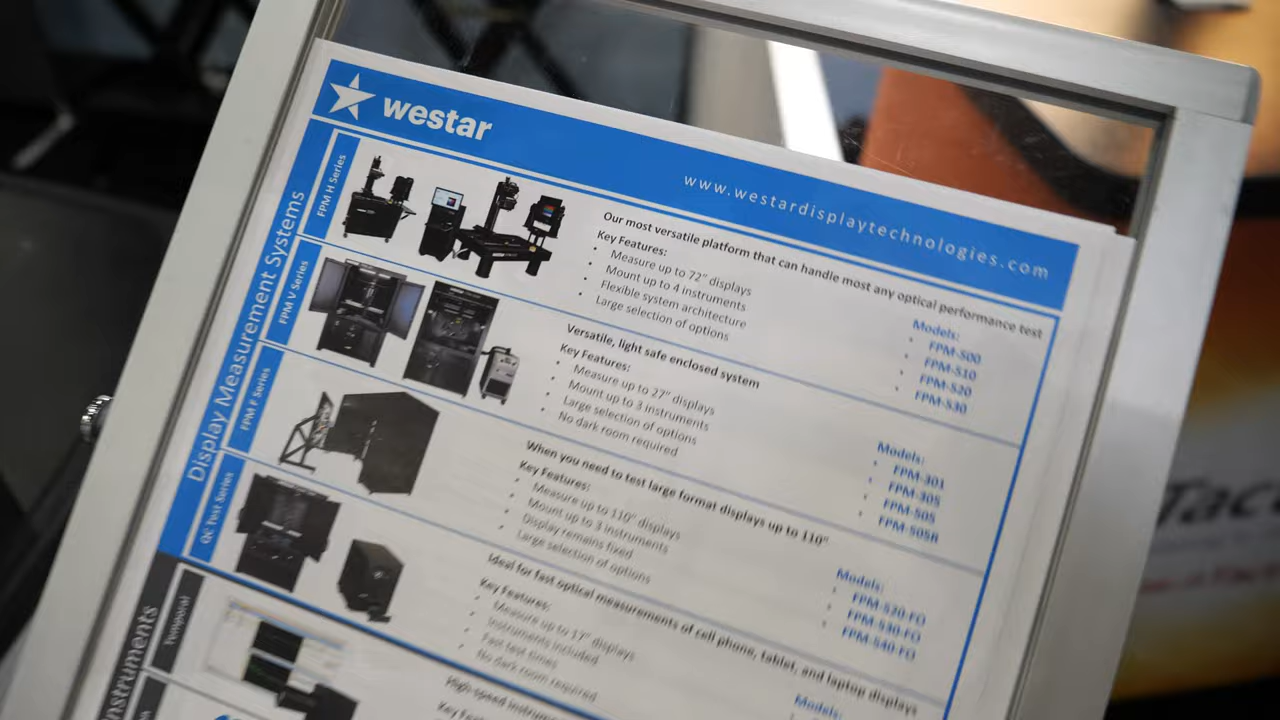 westar
www.westardisplaytechnologies.com
Display Measurement Systems
FPM H Series
Our most versatile platform that can handle most any optical performance test
Key Features:
• Measure up to 72" displays
• Mount up to 4 instruments
• Flexible system architecture
• Large selection of options
Models:
• FPM-500
• FPM-510
• FPM-520
• FPM-530
FPM V Series
Versatile, light safe enclosed system
Key Features:
• Measure up to 27" displays
• Mount up to 3 instruments
• Large selection of options
• No dark room required
Models:
• FPM-301
• FPM-305
• FPM-505
• FPM-505B
FPM F Series
When you need to test large format displays up to 110"
Key Features:
• Measure up to 110" displays
• Mount up to 3 instruments
• Display remains fixed
• Large selection of options
Models:
• FPM-520-FO
• FPM-530-FO
• FPM-540-FO
QC Test Series
Ideal for fast optical measurements of cell phone, tablet, and laptop displays
Key Features:
• Measure up to 17" displays
• Instruments included
• Fast test times
• No dark room required
Models:
Instruments
Temporal
High speed
Key